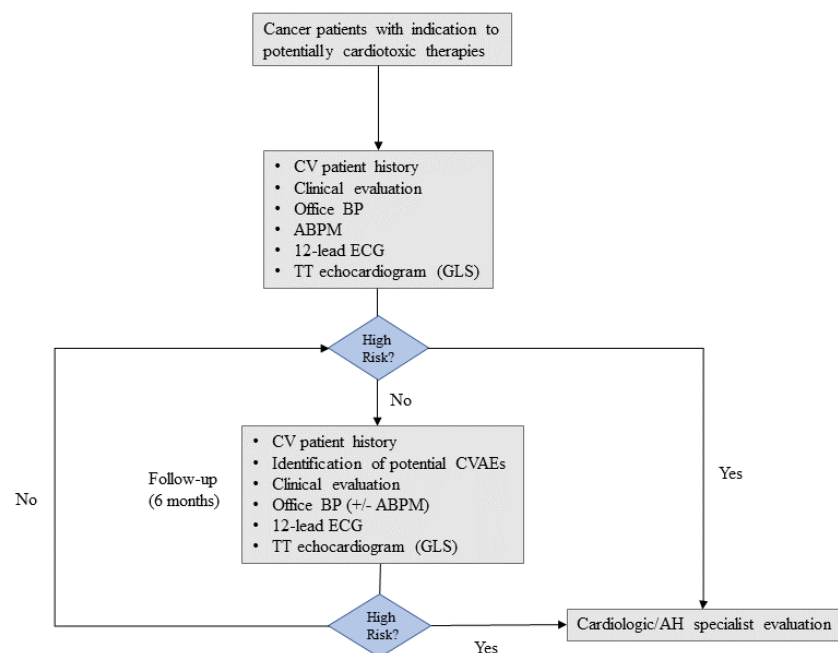 Cancer patients with indication to
potentially cardiotoxic therapies
• CV patient history
• Clinical evaluation
• Office BP
• ABPM
• 12-lead ECG
• TT echocardiogram (GLS)
High
Risk?
No
• CV patient history
• Identification of potential CVAEs
• Clinical evaluation
• Office BP (+/- ABPM)
• 12-lead ECG
• TT echocardiogram (GLS)
Follow-up
(6 months)
No
Yes
High
Risk?
Yes
Cardiologic/AH specialist evaluation